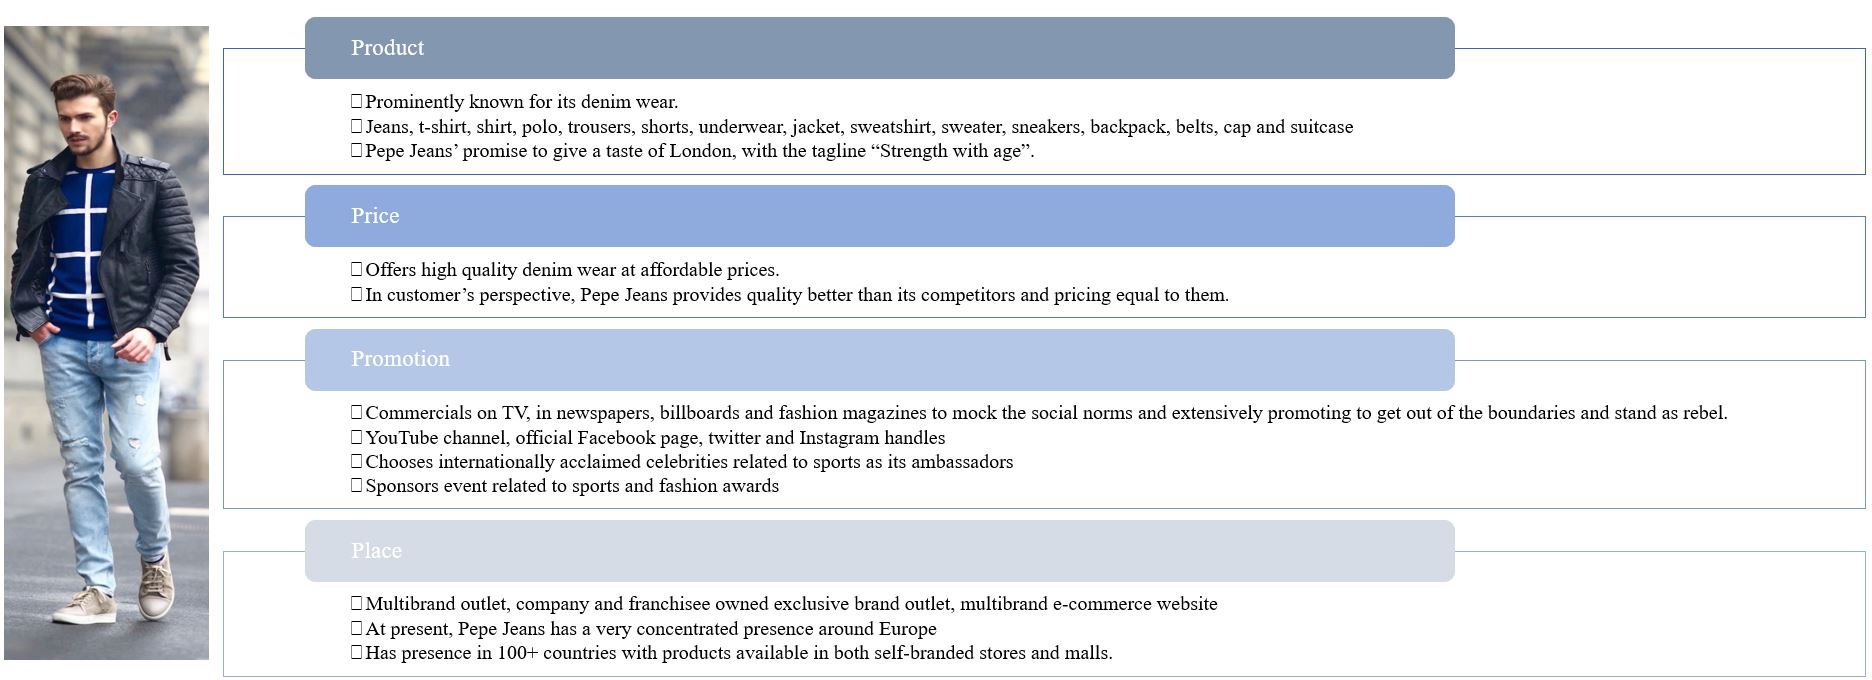 Product
Prominently known for its denim wear.
Jeans, t-shirt, shirt, polo, trousers, shorts, underwear, jacket, sweatshirt, sweater, sneakers, backpack, belts, cap and suitcase
Pepe Jeans’ promise to give a taste of London, with the tagline “Strength with age”.
Price
Offers high quality denim wear at affordable prices.
In customer’s perspective, Pepe Jeans provides quality better than its competitors and pricing equal to them.
Promotion
Commercials on TV, in newspapers, billboards and fashion magazines to mock the social norms and extensively promoting to get out of the boundaries and stand as rebel.
YouTube channel, official Facebook page, twitter and Instagram handles
Chooses internationally acclaimed celebrities related to sports as its ambassadors
Sponsors event related to sports and fashion awards
Place
Multibrand outlet, company and franchisee owned exclusive brand outlet, multibrand e-commerce website
At present, Pepe Jeans has a very concentrated presence around Europe
Has presence in 100+ countries with products available in both self-branded stores and malls.